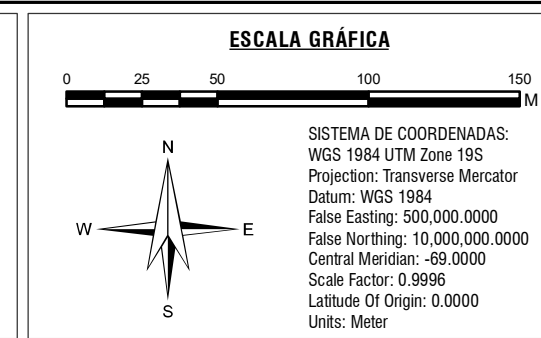 ESCALA GRÁFICA
0 25 50 100 150
M
N
W E
S
SISTEMA DE COORDENADAS:
WGS 1984 UTM Zone 19S
Projection: Transverse Mercator
Datum: WGS 1984
False Easting: 500,000.0000
False Northing: 10,000,000.0000
Central Meridian: -69.0000
Scale Factor: 0.9996
Latitude Of Origin: 0.0000
Units: Meter